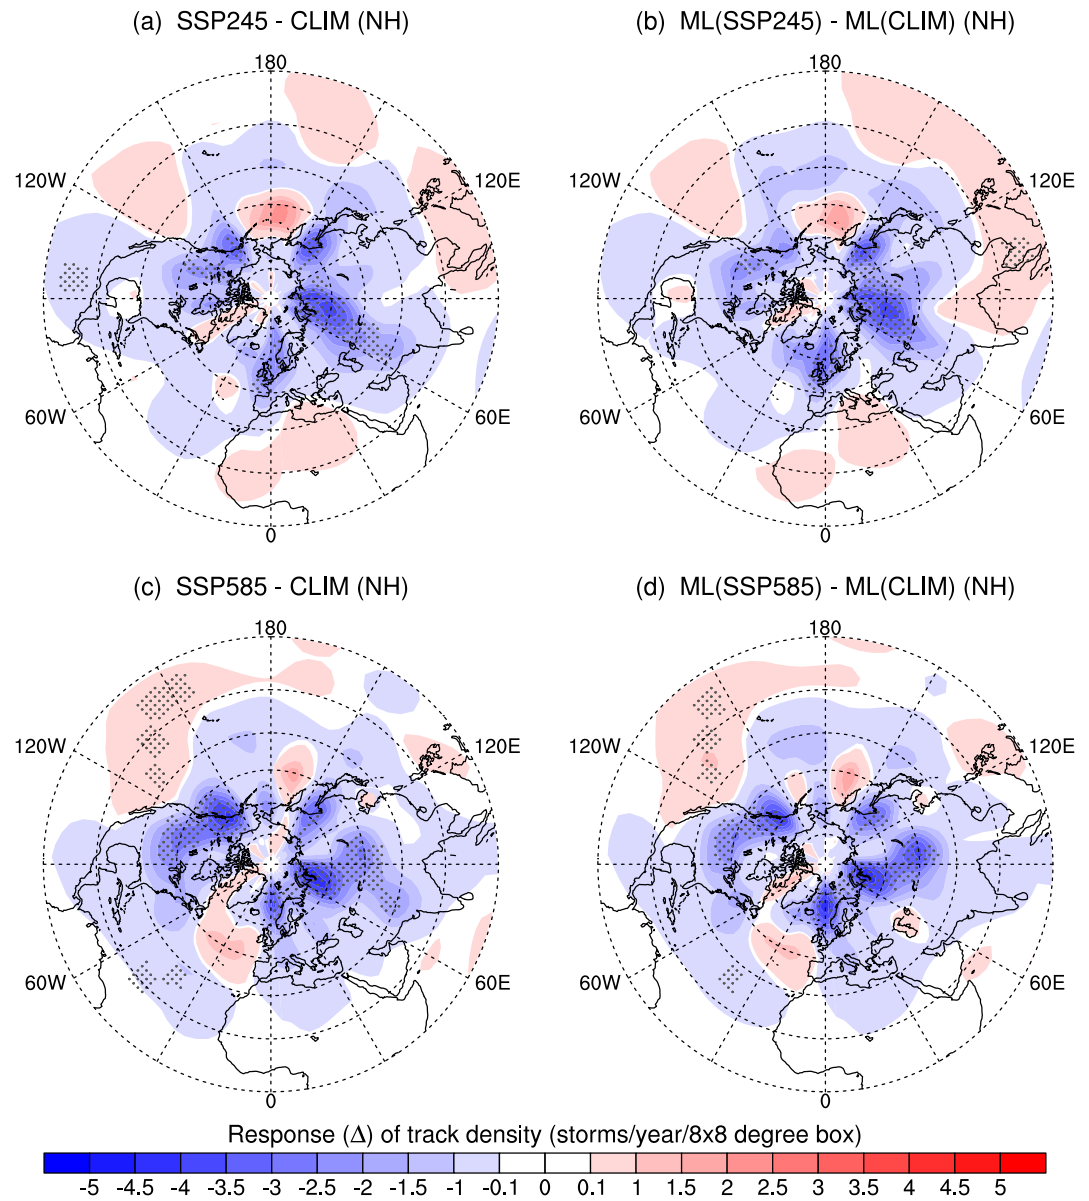 (a) SSP245 - CLIM (NH)
(b) ML(SSP245) - ML(CLIM) (NH)
180
180
120W
120E
120W
120E
60W
60E
60W
60E
0
0
(c) SSP585 - CLIM (NH)
(d) ML(SSP585) - ML(CLIM) (NH)
180
180
120W
120E
120W
120E
60W
60E
60W
60E
0
0
Response (Δ) of track density (storms/year/8x8 degree box)
-5 -4.5 -4 -3.5 -3 -2.5 -2 -1.5 -1 -0.1 0 0.1 1 1.5 2 2.5 3 3.5 4 4.5 5